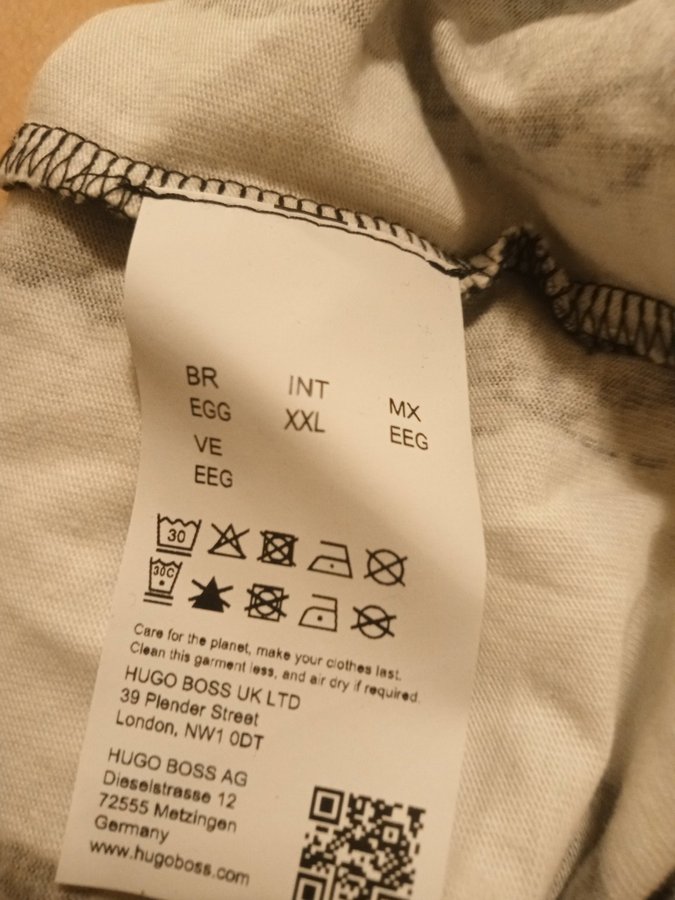 BR INT MX
EGG XXL EEG
VE
EEG
30
30C
Care for the planet, make your clothes last.
Clean this garment less, and air dry if required.
HUGO BOSS UK LTD
39 Plender Street
London, NW1 0DT
HUGO BOSS AG
Dieselstrasse 12
72555 Metzingen
Germany
www.hugoboss.com